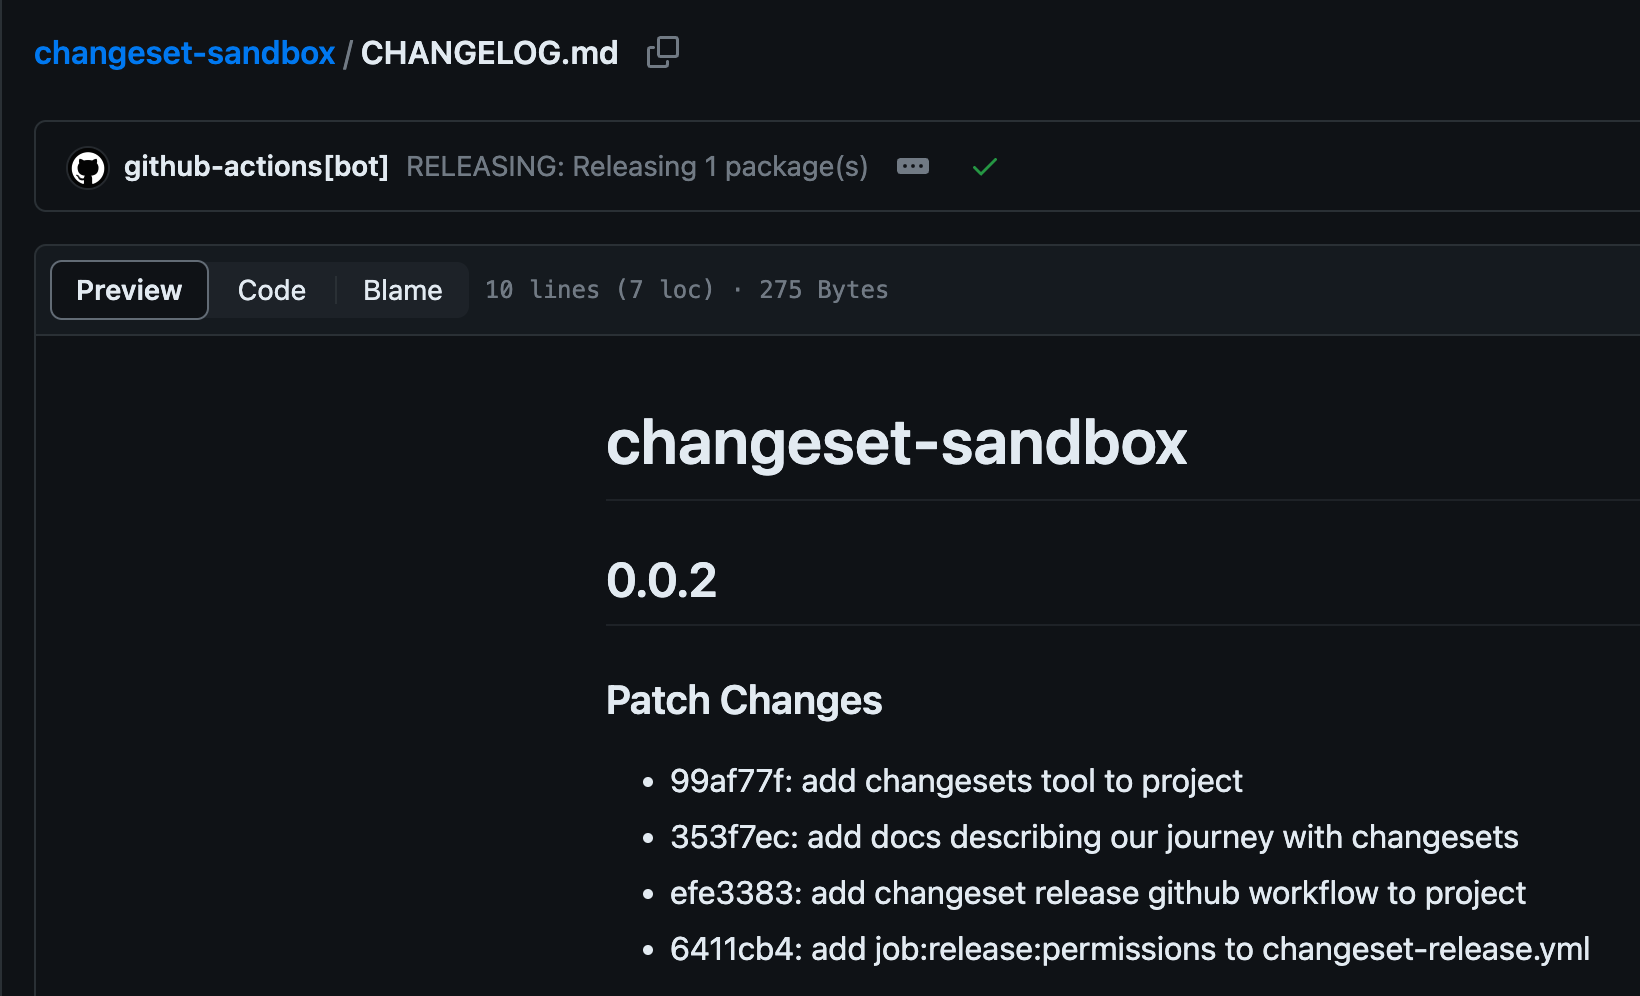 changeset-sandbox / CHANGELOG.md
github-actions[bot] RELEASING: Releasing 1 package(s)
Preview Code Blame 10 lines (7 loc) · 275 Bytes
changeset-sandbox
0.0.2
Patch Changes
• 99af77f: add changesets tool to project
• 353f7ec: add docs describing our journey with changesets
• efe3383: add changeset release github workflow to project
• 6411cb4: add job:release:permissions to changeset-release.yml